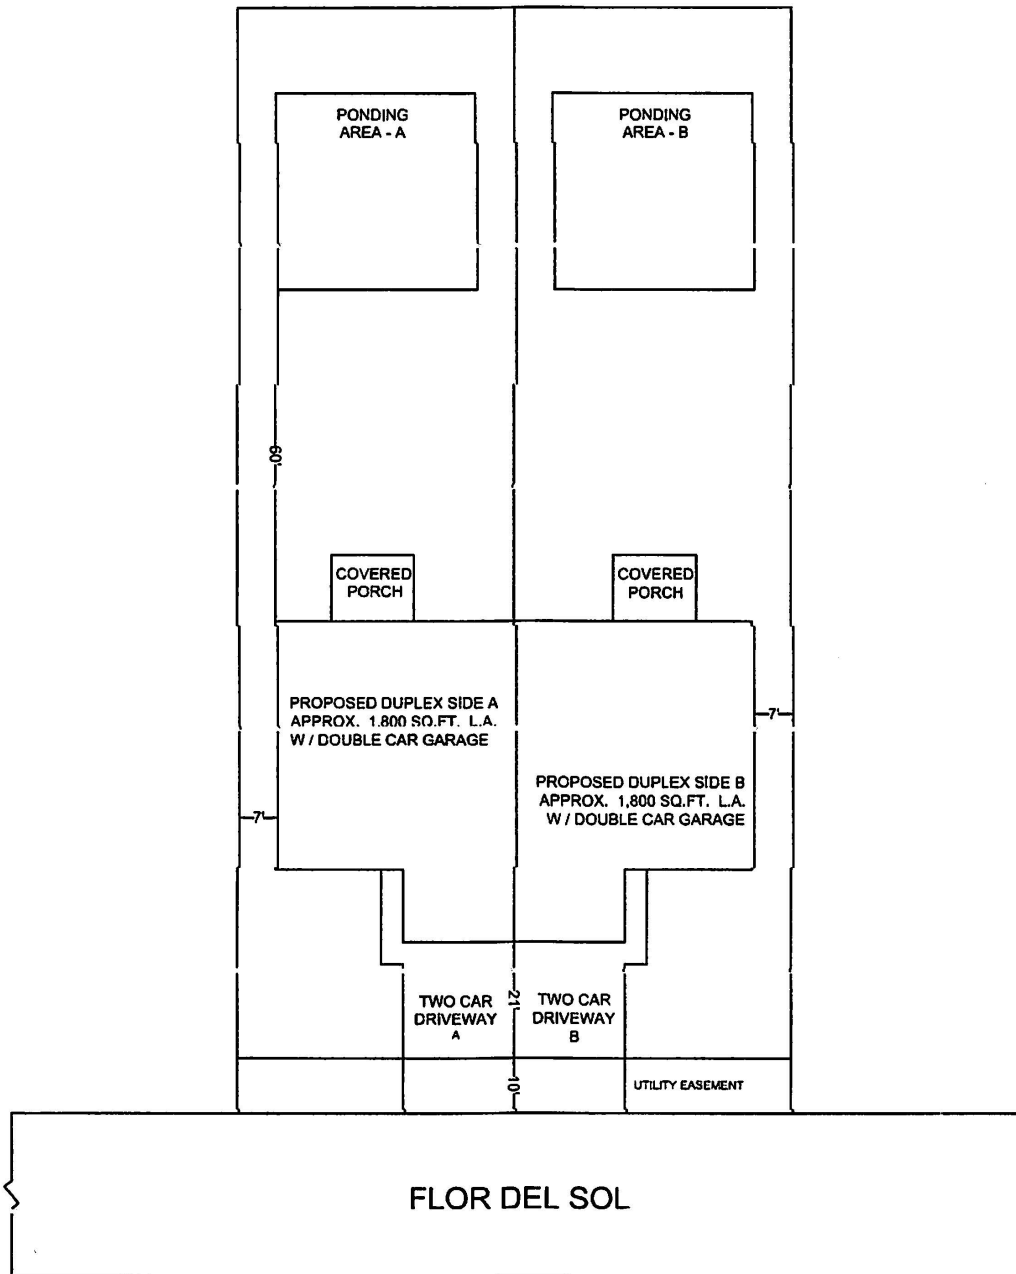 PONDING
AREA - A
PONDING
AREA - B
60'
COVERED
PORCH
COVERED
PORCH
PROPOSED DUPLEX SIDE A
APPROX. 1,800 SQ.FT. L.A.
W / DOUBLE CAR GARAGE
7'
PROPOSED DUPLEX SIDE B
APPROX. 1,800 SQ.FT. L.A.
W / DOUBLE CAR GARAGE
7'
TWO CAR
DRIVEWAY
A
21'
TWO CAR
DRIVEWAY
B
10'
UTILITY EASEMENT
FLOR DEL SOL